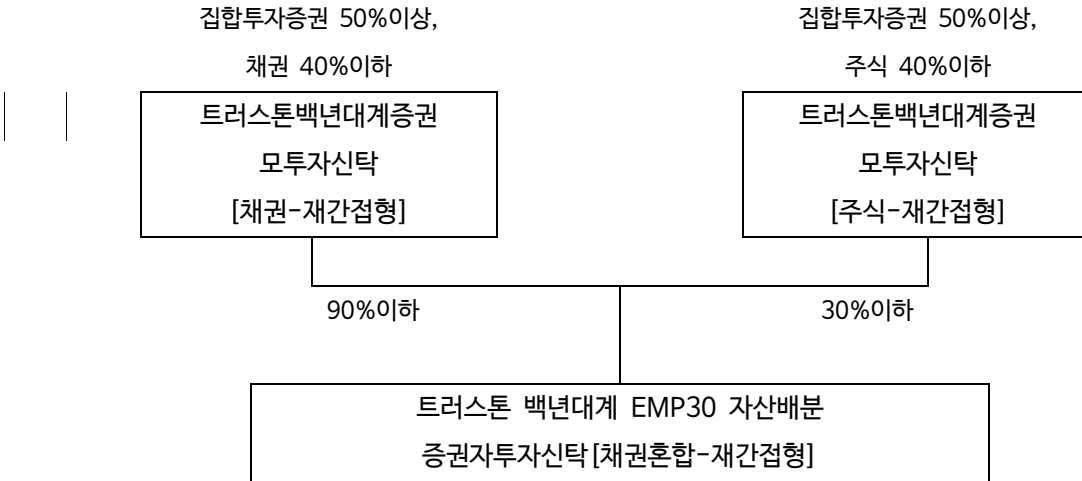 집합투자증권 50%이상,
채권 40%이하
트러스톤백년대계증권
모투자신탁
[채권-재간접형]
집합투자증권 50%이상,
주식 40%이하
트러스톤백년대계증권
모투자신탁
[주식-재간접형]
90%이하
30%이하
트러스톤 백년대계 EMP30 자산배분
증권자투자신탁[채권혼합-재간접형]